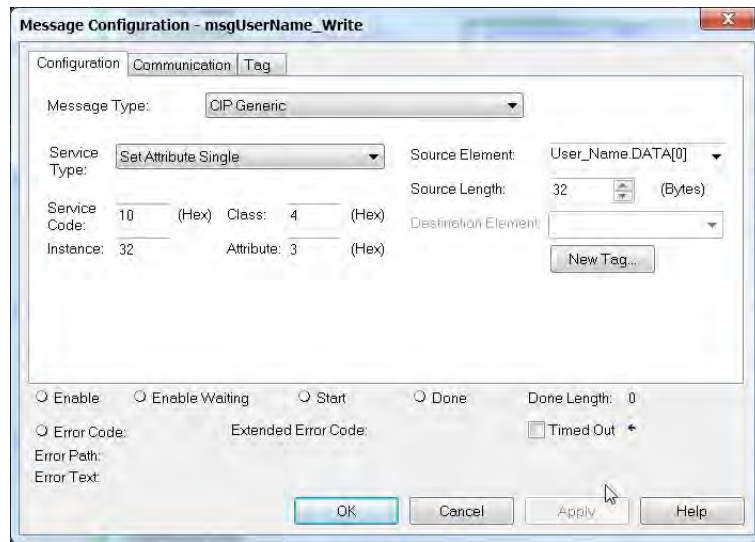 Message Configuration - msgUserName_Write
Configuration Communication Tag
Message Type: CIP Generic
Service Type: Set Attribute Single
Source Element: User_Name.DATA[0]
Source Length: 32 (Bytes)
Service Code: 10 (Hex) Class: 4 (Hex)
Destination Element:
Instance: 32 Attribute: 3 (Hex)
New Tag...
Enable Enable Waiting Start Done Done Length: 0
Error Code: Extended Error Code: Timed Out
Error Path:
Error Text:
OK Cancel Apply Help